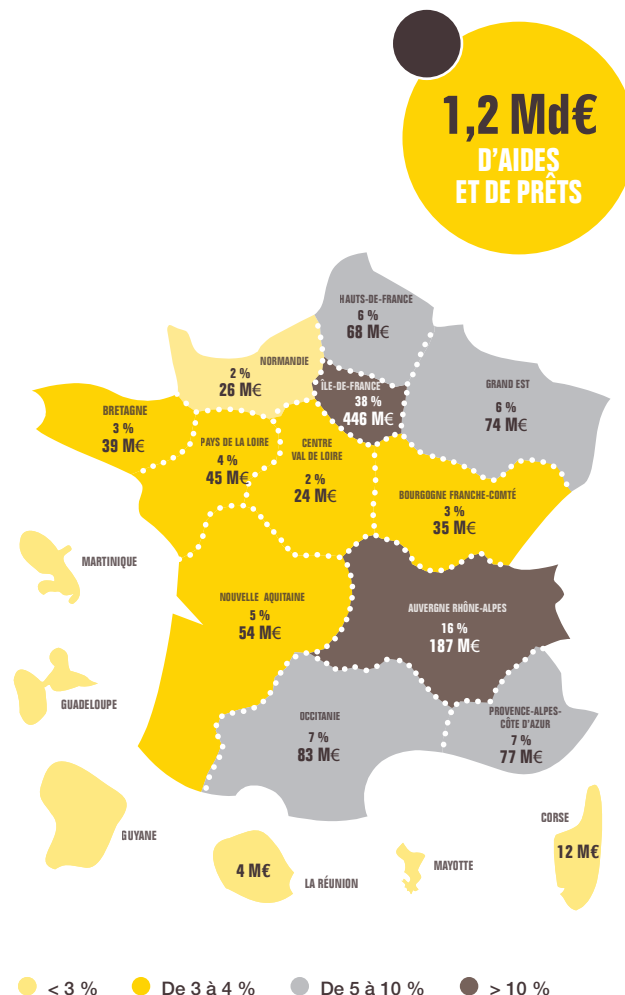 1,2 Md€
D'AIDES
ET DE PRÊTS
HAUTS-DE-FRANCE
6 %
68 M€
NORMANDIE
2 %
26 M€
ÎLE-DE-FRANCE
38 %
446 M€
GRAND EST
6 %
74 M€
BRETAGNE
3 %
39 M€
PAYS DE LA LOIRE
4 %
45 M€
CENTRE
VAL DE LOIRE
2 %
24 M€
BOURGOGNE FRANCHE-COMTÉ
3 %
35 M€
MARTINIQUE
NOUVELLE AQUITAINE
5 %
54 M€
AUVERGNE RHÔNE-ALPES
16 %
187 M€
GUADELOUPE
OCCITANIE
7 %
83 M€
PROVENCE-ALPES-
CÔTE D'AZUR
7 %
77 M€
GUYANE
4 M€
LA RÉUNION
MAYOTTE
CORSE
12 M€
< 3 %
De 3 à 4 %
De 5 à 10 %
> 10 %